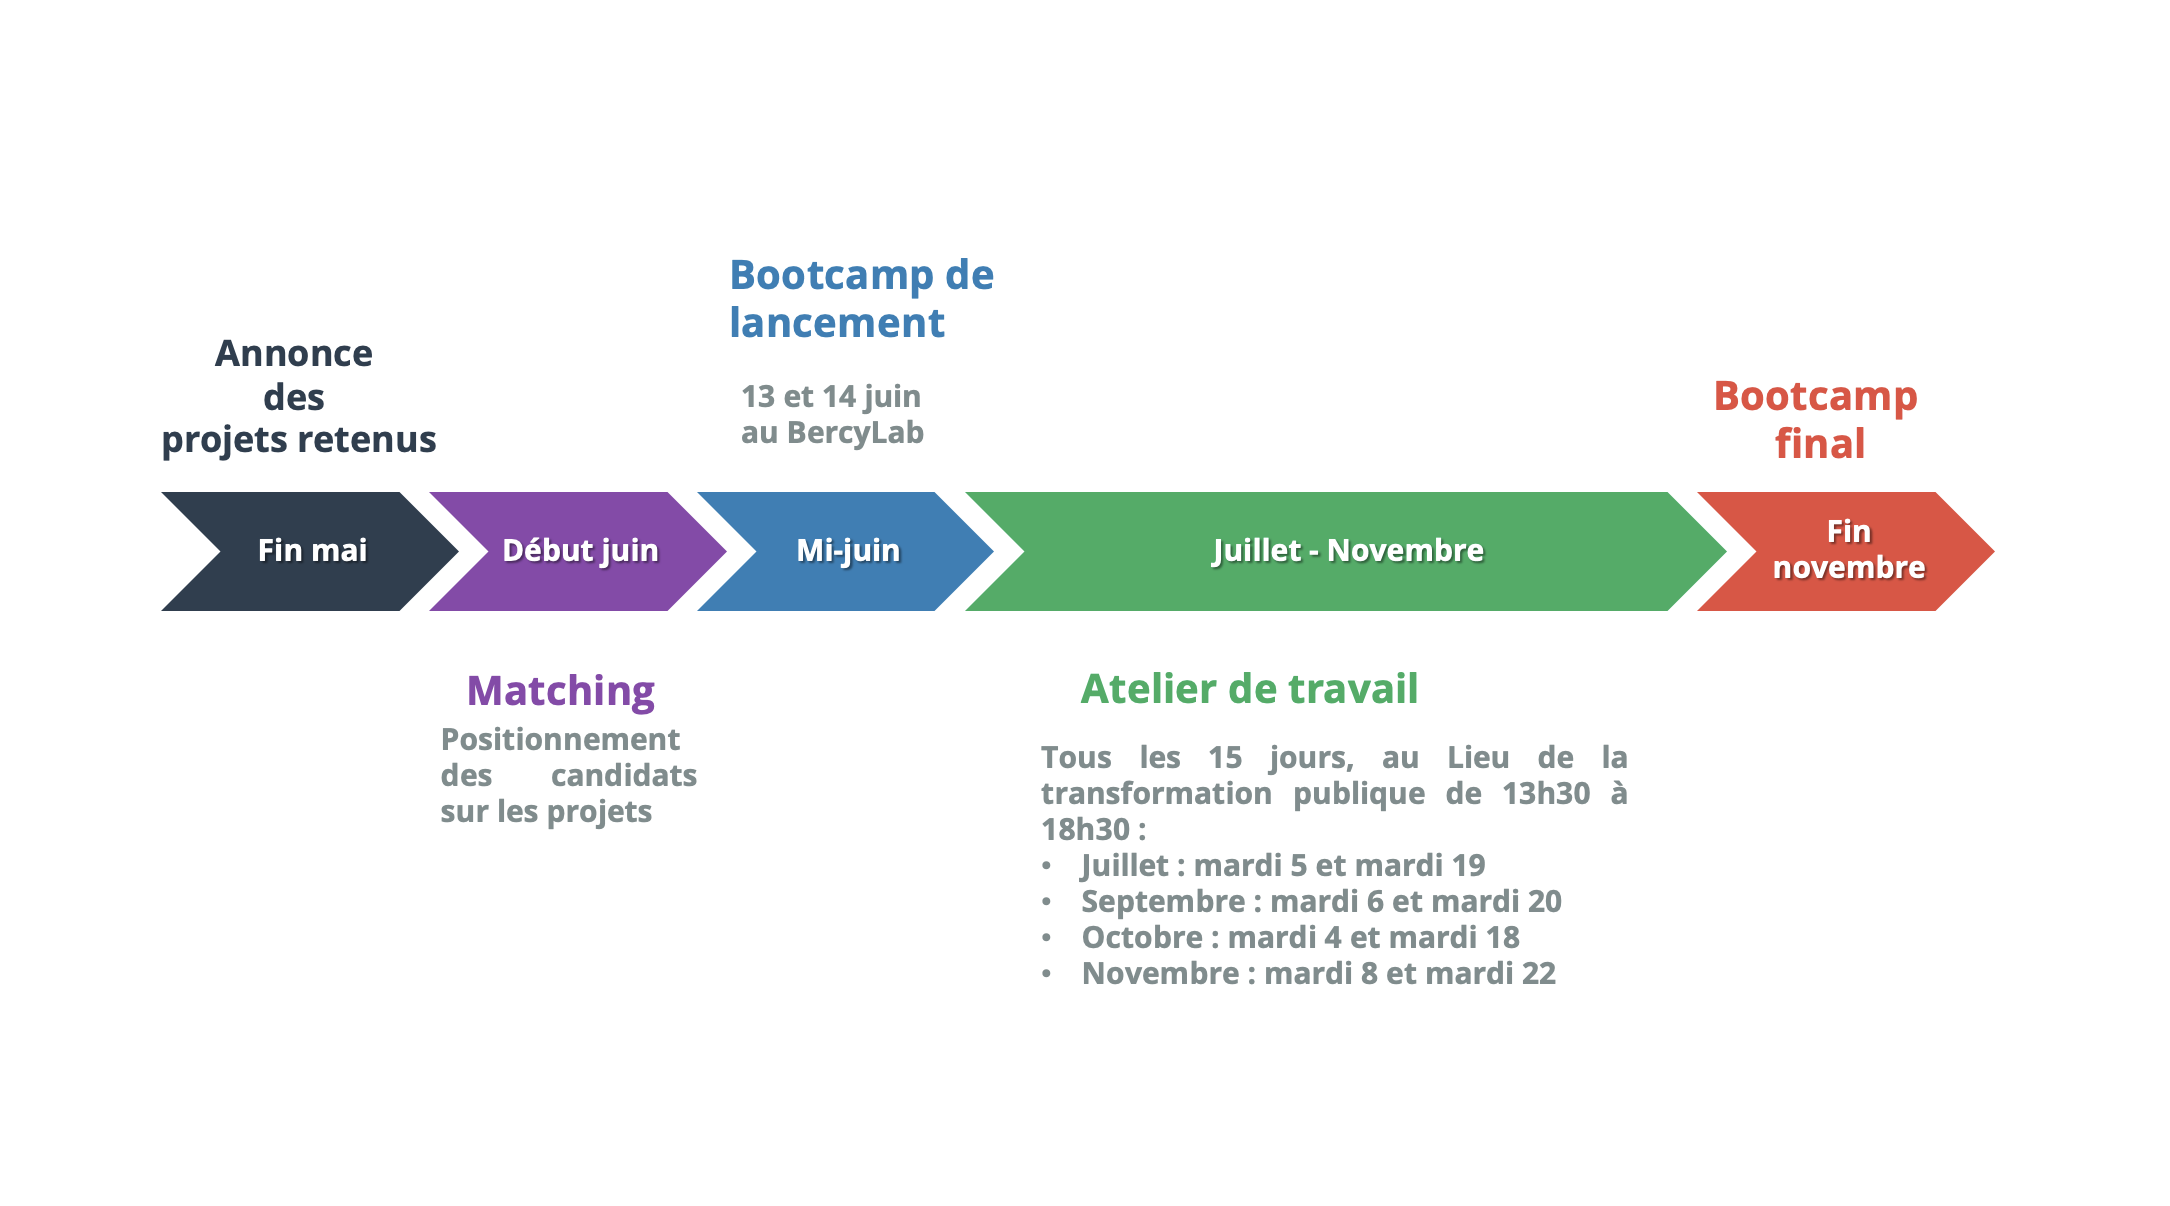 Bootcamp de
lancement
Annonce
des
projets retenus
13 et 14 juin
au BercyLab
Bootcamp
final
Fin mai
Début juin
Mi-juin
Juillet - Novembre
Fin
novembre
Matching
Positionnement
des candidats
sur les projets
Atelier de travail
Tous les 15 jours, au Lieu de la
transformation publique de 13h30 à
18h30 :
• Juillet : mardi 5 et mardi 19
• Septembre : mardi 6 et mardi 20
• Octobre : mardi 4 et mardi 18
• Novembre : mardi 8 et mardi 22